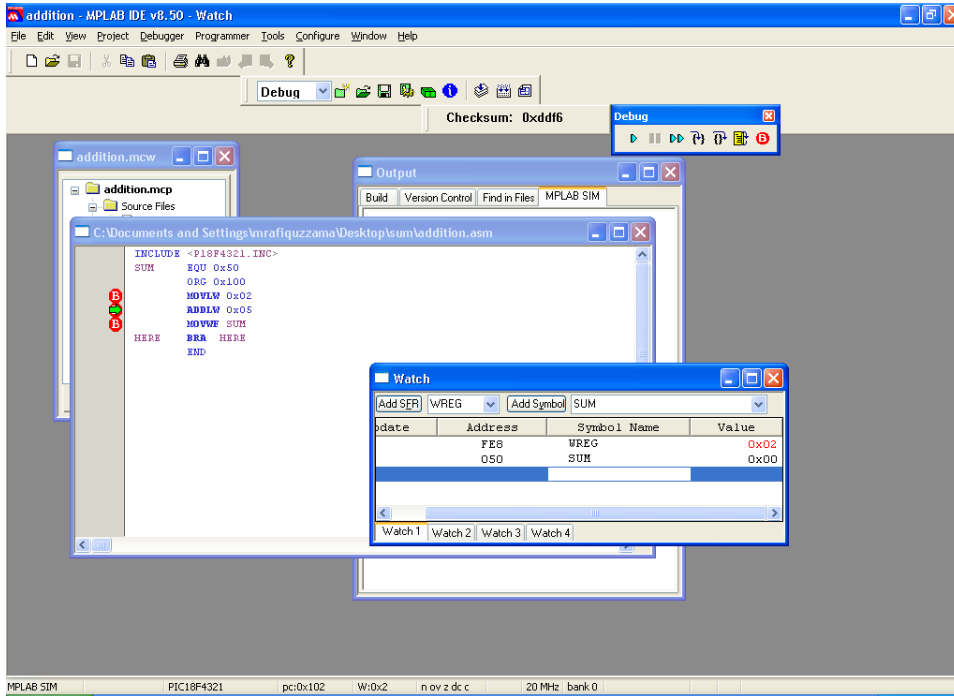 addition - MPLAB IDE v8.50 - Watch
File Edit View Project Debugger Programmer Tools Configure Window Help
Debug
Checksum: 0xddf6
Debug
B
addition.mcw
addition.mcp
Source Files
Output
Build Version Control Find in Files MPLAB SIM
C:\Documents and Settings\mrafiquzzama\Desktop\sum\addition.asm
INCLUDE <P18F4321.INC>
SUM EQU 0x50
ORG 0x100
B MOVLW 0x02
ADDLW 0x05
B MOVWF SUM
HERE BRA HERE
END
Watch
Add SFR WREG Add Symbol SUM
pdate Address Symbol Name Value
FE8 WREG 0x02
050 SUM 0x00
Watch 1 Watch 2 Watch 3 Watch 4
MPLAB SIM PIC18F4321 pc:0x102 W:0x2 n ov z dc c 20 MHz bank 0